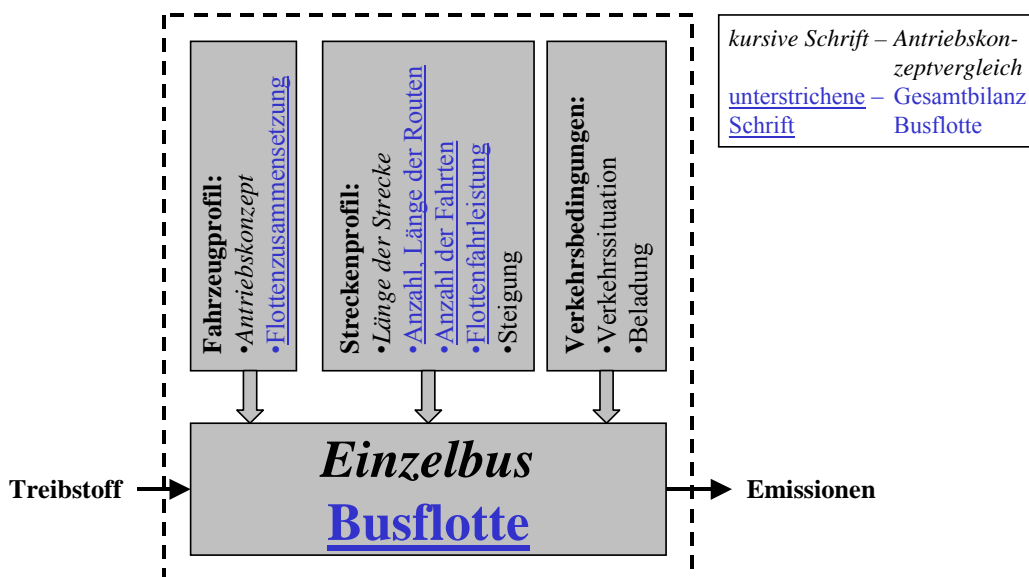 Fahrzeugprofil:
•Antriebskonzept
•Flottenzusammensetzung
Streckenprofil:
•Länge der Strecke
•Anzahl, Länge der Routen
•Anzahl der Fahrten
•Flottenfahrleistung
•Steigung
Verkehrsbedingungen:
•Verkehrssituation
•Beladung
kursive Schrift – Antriebskon-
zeptvergleich
unterstrichene – Gesamtbilanz
Schrift Busflotte
Treibstoff
Einzelbus
Busflotte
Emissionen